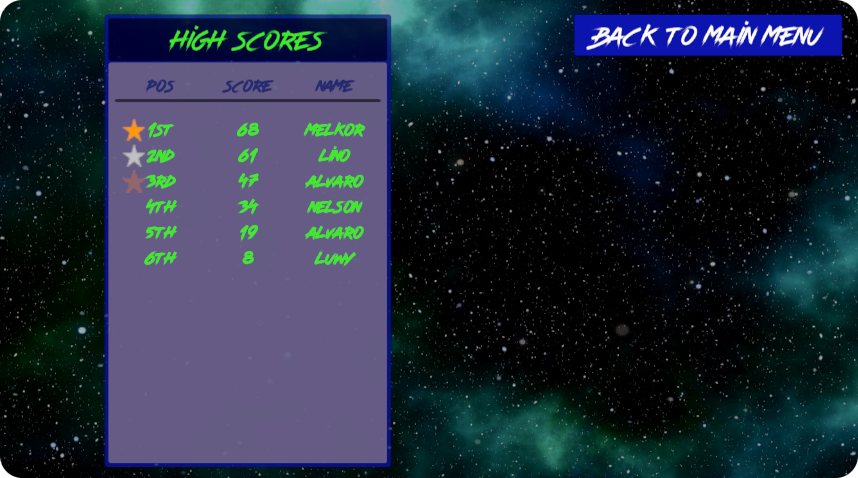 HIGH SCORES
BACK TO MAIN MENU
POS SCORE NAME
1ST 68 MELKOR
2ND 61 LINO
3RD 47 ALVARO
4TH 34 NELSON
5TH 19 ALVARO
6TH 8 LUWY